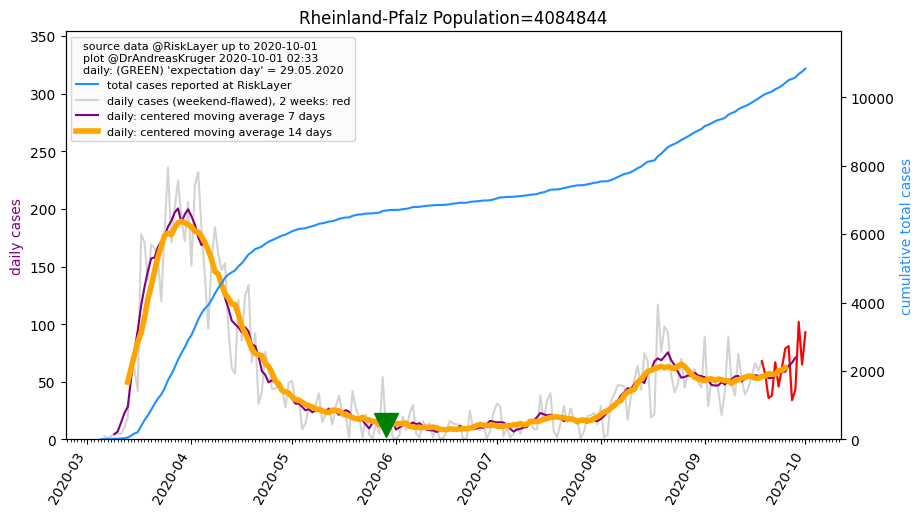 Rheinland-Pfalz Population=4084844
source data @RiskLayer up to 2020-10-01
plot @DrAndreasKruger 2020-10-01 02:33
daily: (GREEN) 'expectation day' = 29.05.2020
total cases reported at RiskLayer
daily cases (weekend-flawed), 2 weeks: red
daily: centered moving average 7 days
daily: centered moving average 14 days
daily cases
350
300
250
200
150
100
50
0
cumulative total cases
10000
8000
6000
4000
2000
0
2020-03
2020-04
2020-05
2020-06
2020-07
2020-08
2020-09
2020-10